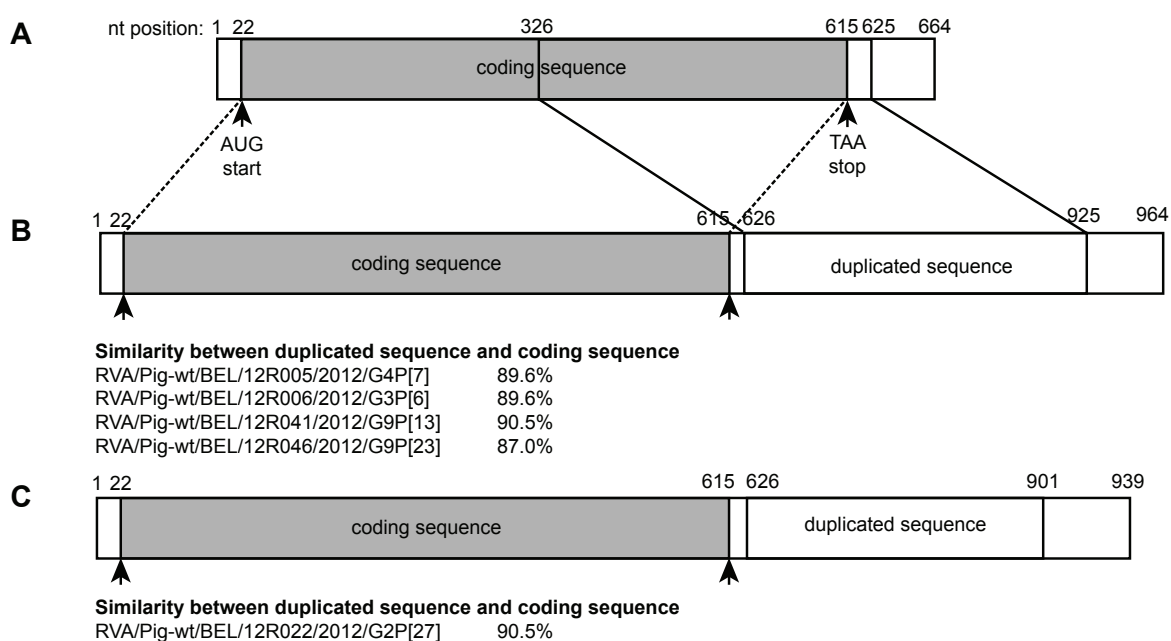 A
nt position: 1 22 326 615 625 664
coding sequence
AUG
start
TAA
stop
B
1 22 615 626 925 964
coding sequence duplicated sequence
Similarity between duplicated sequence and coding sequence
RVA/Pig-wt/BEL/12R005/2012/G4P[7] 89.6%
RVA/Pig-wt/BEL/12R006/2012/G3P[6] 89.6%
RVA/Pig-wt/BEL/12R041/2012/G9P[13] 90.5%
RVA/Pig-wt/BEL/12R046/2012/G9P[23] 87.0%
C
1 22 615 626 901 939
coding sequence duplicated sequence
Similarity between duplicated sequence and coding sequence
RVA/Pig-wt/BEL/12R022/2012/G2P[27] 90.5%